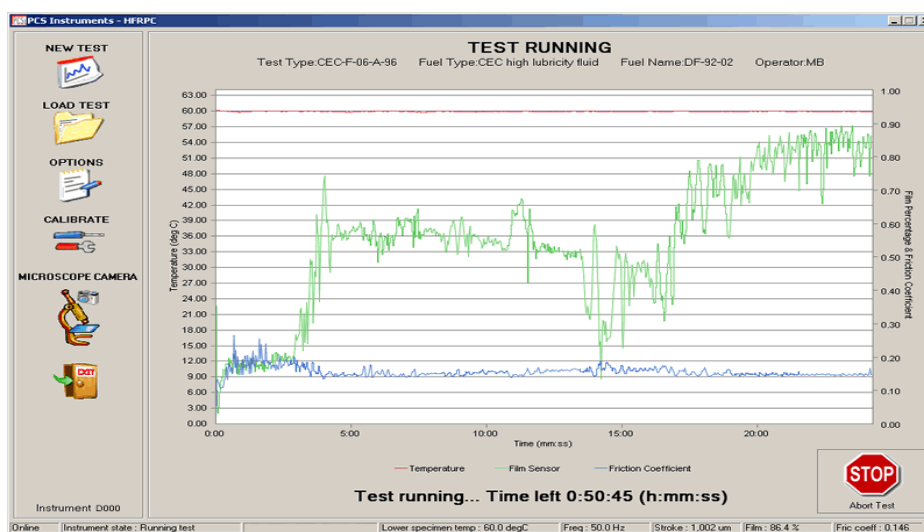 PCS Instruments - HFRPC
NEW TEST
LOAD TEST
OPTIONS
CALIBRATE
MICROSCOPE CAMERA
EXIT
Instrument D000
TEST RUNNING
Test Type:CEC-F-06-A-96 Fuel Type:CEC high lubricity fluid Fuel Name:DF-92-02 Operator:MB
Temperature (deg C)
63.00
60.00
57.00
54.00
51.00
48.00
45.00
42.00
39.00
36.00
33.00
30.00
27.00
24.00
21.00
18.00
15.00
12.00
9.00
6.00
3.00
0.00
0:00 5:00 10:00 15:00 20:00
Time (mm:ss)
1.00
0.90
0.80
0.70
0.60
0.50
0.40
0.30
0.20
0.10
0.00
Film Percentage & Friction Coefficient
Temperature Film Sensor Friction Coefficient
Test running... Time left 0:50:45 (h:mm:ss)
STOP
Abort Test
Online Instrument state : Running test Lower specimen temp : 60.0 degC Freq : 50.0 Hz Stroke : 1,002 um Film : 86.4 % Fric coeff : 0.146